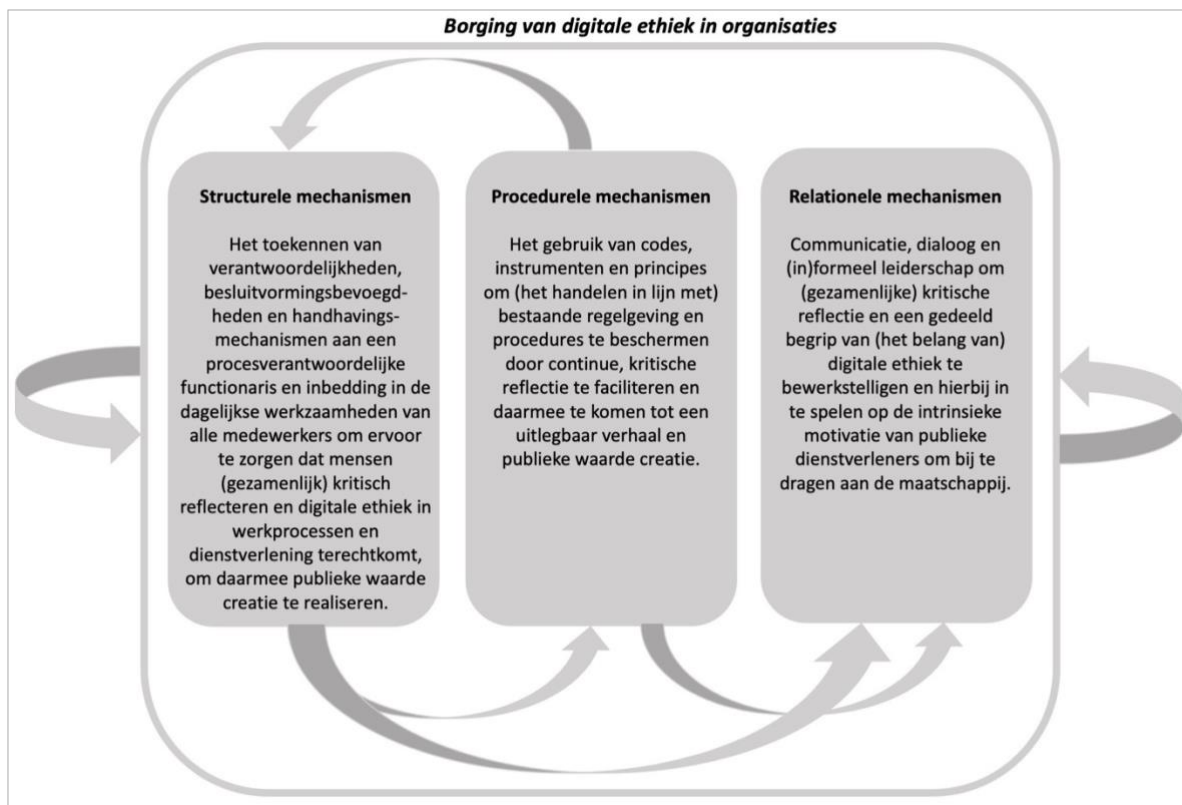 Borging van digitale ethiek in organisaties
Structurele mechanismen
Het toekennen van
verantwoordelijkheden,
besluitvormingsbevoegd-
heden en handhavings-
mechanismen aan een
procesverantwoordelijke
functionaris en inbedding in de
dagelijkse werkzaamheden van
alle medewerkers om ervoor
te zorgen dat mensen
(gezamenlijk) kritisch
reflecteren en digitale ethiek in
werkprocessen en
dienstverlening terechtkomt,
om daarmee publieke waarde
creatie te realiseren.
Procedurele mechanismen
Het gebruik van codes,
instrumenten en principes
om (het handelen in lijn met)
bestaande regelgeving en
procedures te beschermen
door continue, kritische
reflectie te faciliteren en
daarmee te komen tot een
uitlegbaar verhaal en
publieke waarde creatie.
Relationele mechanismen
Communicatie, dialoog en
(in)formeel leiderschap om
(gezamenlijke) kritische
reflectie en een gedeeld
begrip van (het belang van)
digitale ethiek te
bewerkstelligen en hierbij in
te spelen op de intrinsieke
motivatie van publieke
dienstverleners om bij te
dragen aan de maatschappij.